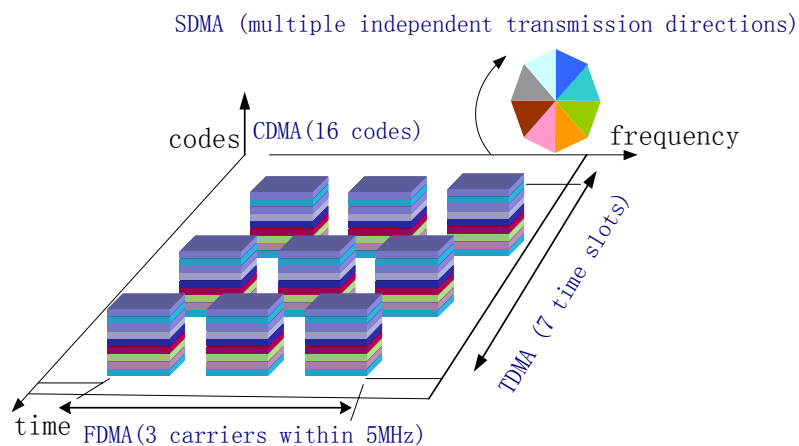 SDMA (multiple independent transmission directions)
codes
CDMA(16 codes)
frequency
TDMA (7 time slots)
time
FDMA(3 carriers within 5MHz)